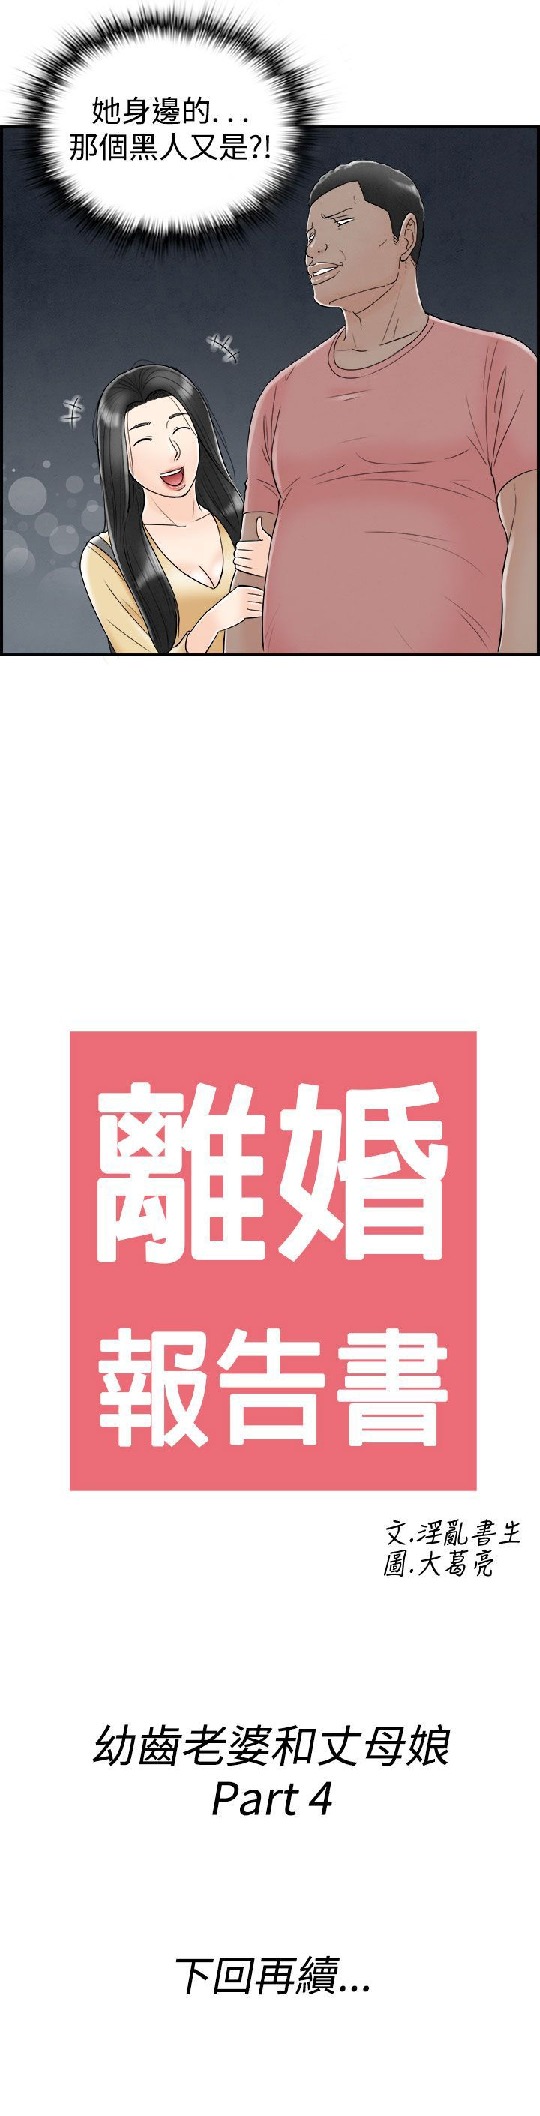 她身邊的...
那個黑人又是?!
離婚
報告書
文.淫亂書生
圖.大葛亮
幼齒老婆和丈母娘
Part 4
下回再續...